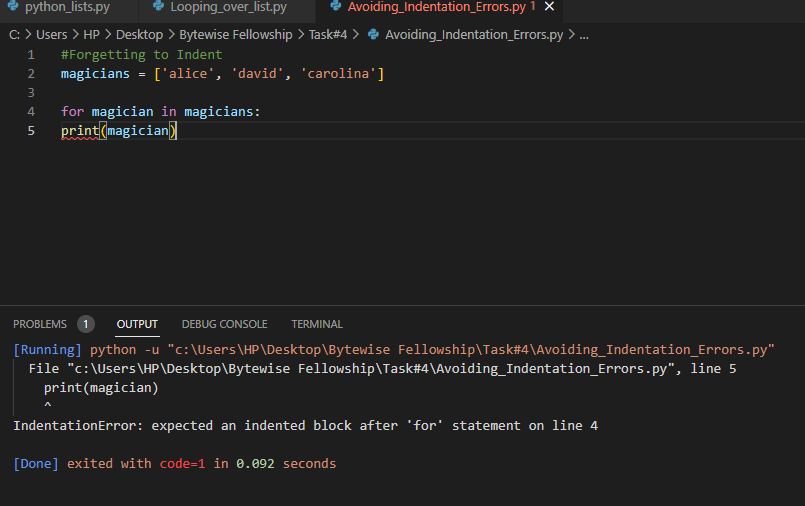 python_lists.py Looping_over_list.py Avoiding_Indentation_Errors.py 1 ×
C: > Users > HP > Desktop > Bytewise Fellowship > Task#4 > Avoiding_Indentation_Errors.py > ...
1 #Forgetting to Indent
2 magicians = ['alice', 'david', 'carolina']
3
4 for magician in magicians:
5 print(magician)
PROBLEMS 1 OUTPUT DEBUG CONSOLE TERMINAL
[Running] python -u "c:\Users\HP\Desktop\Bytewise Fellowship\Task#4\Avoiding_Indentation_Errors.py"
  File "c:\Users\HP\Desktop\Bytewise Fellowship\Task#4\Avoiding_Indentation_Errors.py", line 5
    print(magician)
    ^
IndentationError: expected an indented block after 'for' statement on line 4
[Done] exited with code=1 in 0.092 seconds